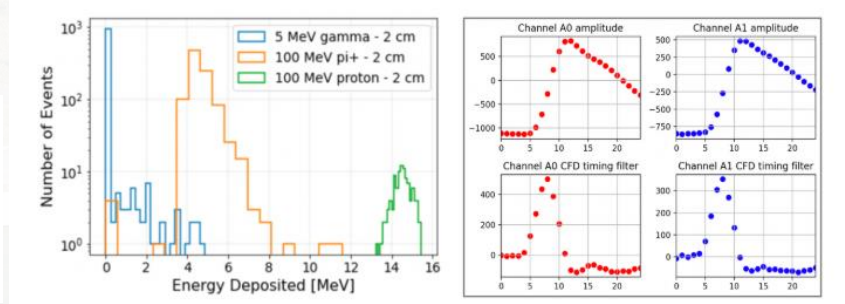 Number of Events
10³
10²
10¹
10⁰
5 MeV gamma - 2 cm
100 MeV pi+ - 2 cm
100 MeV proton - 2 cm
0 2 4 6 8 10 12 14 16
Energy Deposited [MeV]
Channel A0 amplitude
500
0
−500
−1000
0 5 10 15 20
Channel A1 amplitude
500
250
0
−250
−500
−750
0 5 10 15 20
Channel A0 CFD timing filter
400
200
0
0 5 10 15 20
Channel A1 CFD timing filter
300
200
100
0
0 5 10 15 20